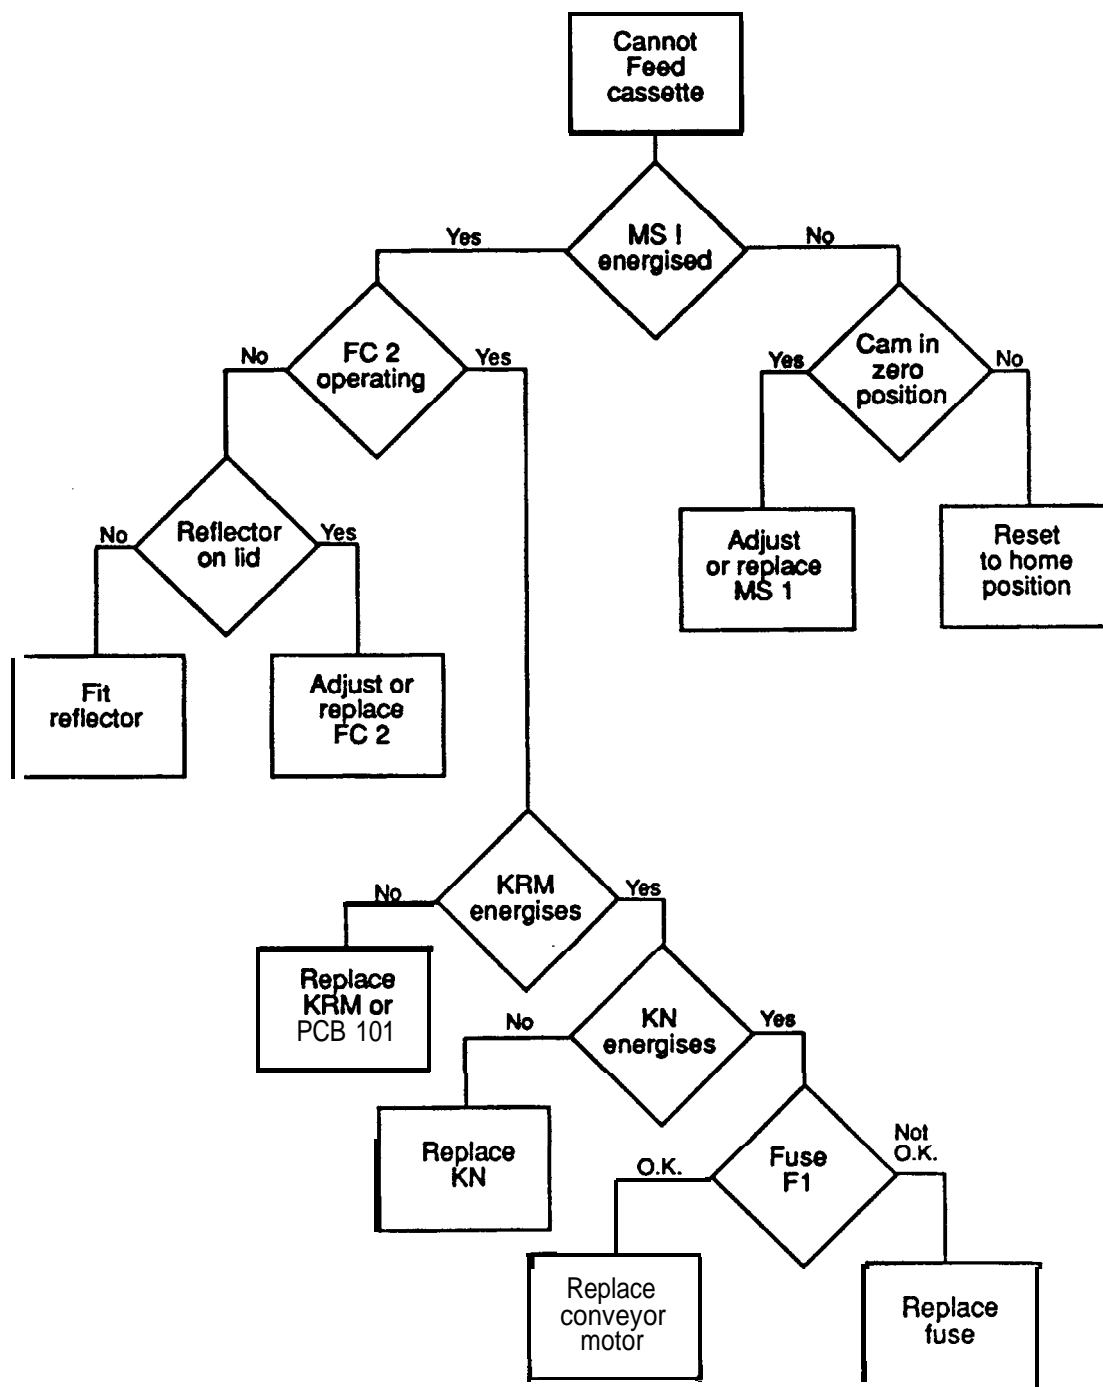 Cannot
Feed
cassette
MS I
energised
Yes
No
FC 2
operating
No
Yes
Cam in
zero
position
Yes
No
Reflector
on lid
No
Yes
Adjust
or replace
MS 1
Reset
to home
position
Fit
reflector
Adjust or
replace
FC 2
KRM
energises
No
Yes
Replace
KRM or
PCB 101
KN
energises
No
Yes
Replace
KN
Fuse
F1
O.K.
Not
O.K.
Replace
conveyor
motor
Replace
fuse